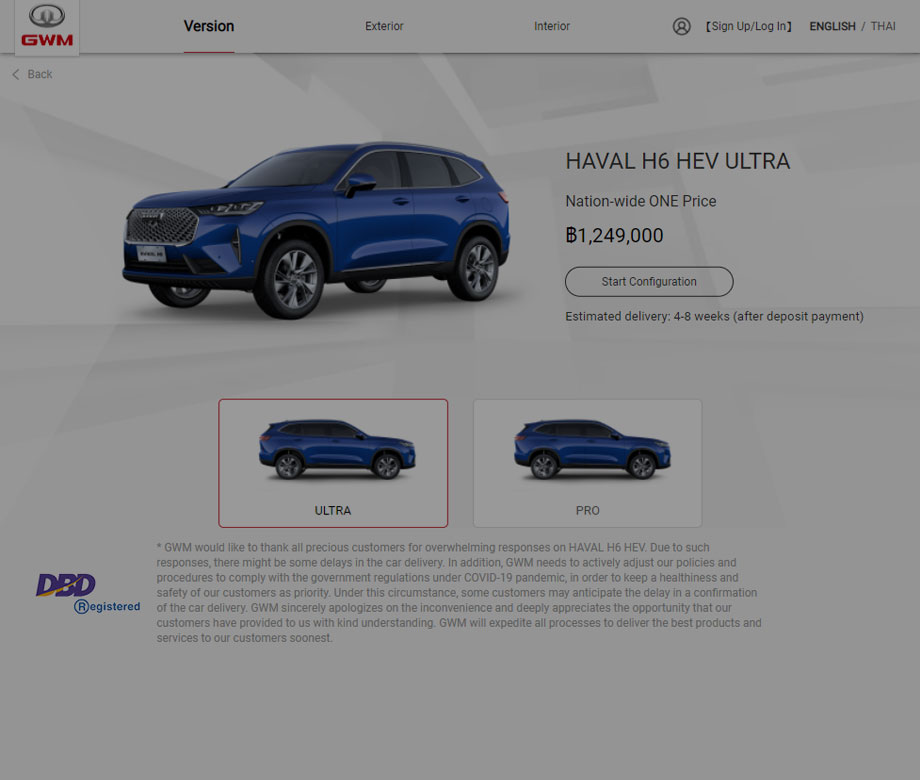 GWM
Version
Exterior
Interior
【Sign Up/Log In】
ENGLISH / THAI
Back
HAVAL H6 HEV ULTRA
Nation-wide ONE Price
฿1,249,000
Start Configuration
Estimated delivery: 4-8 weeks (after deposit payment)
ULTRA
PRO
* GWM would like to thank all precious customers for overwhelming responses on HAVAL H6 HEV. Due to such
responses, there might be some delays in the car delivery. In addition, GWM needs to actively adjust our policies and
procedures to comply with the government regulations under COVID-19 pandemic, in order to keep a healthiness and
safety of our customers as priority. Under this circumstance, some customers may anticipate the delay in a confirmation
of the car delivery. GWM sincerely apologizes on the inconvenience and deeply appreciates the opportunity that our
customers have provided to us with kind understanding. GWM will expedite all processes to deliver the best products and
services to our customers soonest.
DBD
Registered